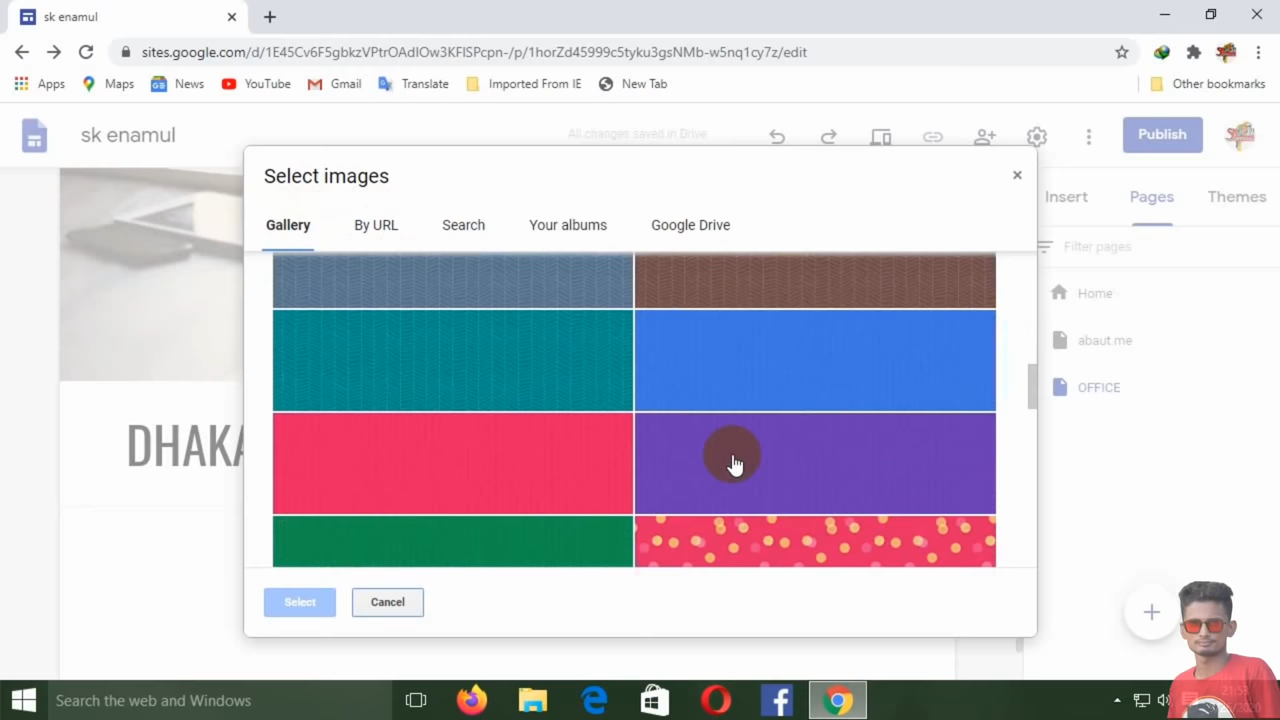 sk enamul
sites.google.com/d/1E45Cv6F5gbkzVPtrOAdIOw3KFlSPcpn-/p/1horZd45999c5tyku3gsNMb-w5nq1cy7z/edit
Apps Maps News YouTube Gmail Translate Imported From IE New Tab Other bookmarks
sk enamul All changes saved in Drive Publish
Select images
Insert Pages Themes
Gallery By URL Search Your albums Google Drive
Filter pages
Home
abaut me
OFFICE
DHAKA
Select Cancel
Search the web and Windows